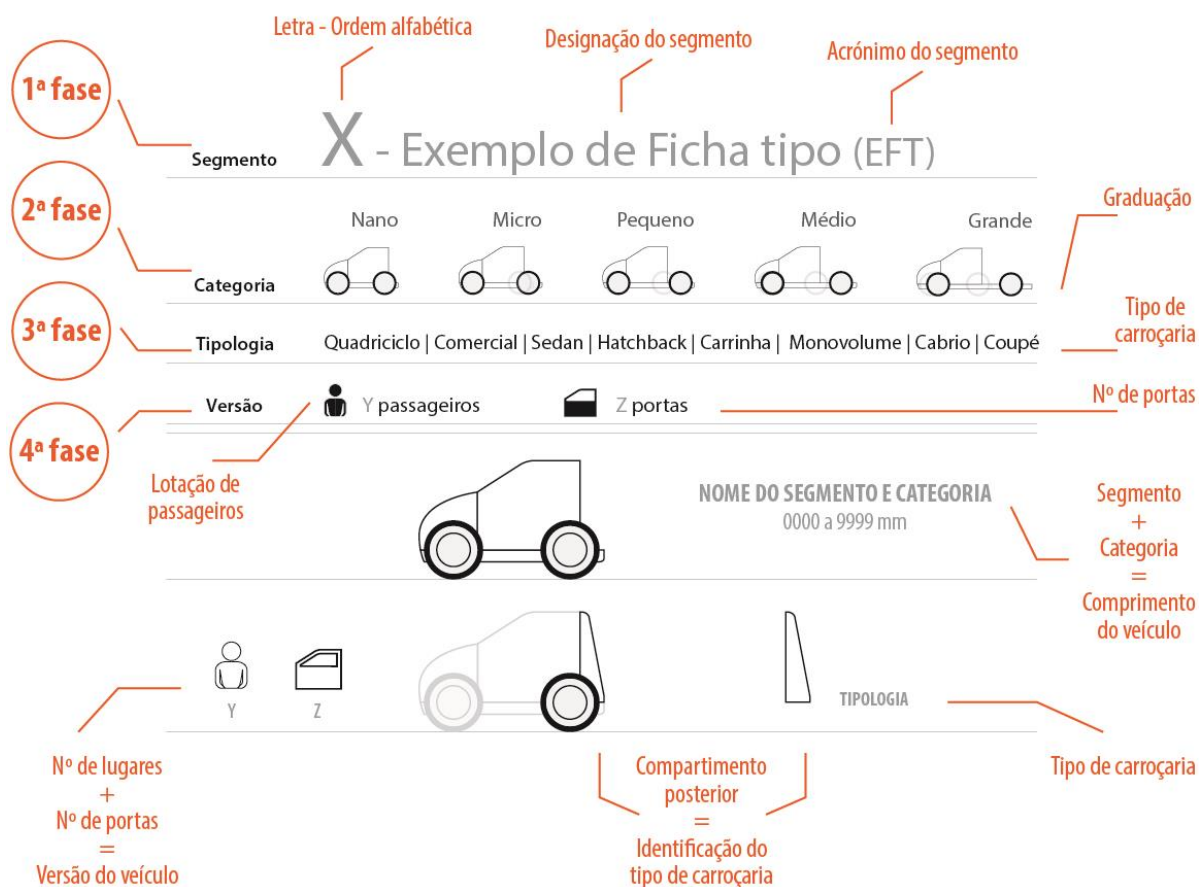 Letra - Ordem alfabética
Designação do segmento
Acrónimo do segmento
1ª fase
Segmento
X - Exemplo de Ficha tipo (EFT)
2ª fase
Graduação
Nano
Micro
Pequeno
Médio
Grande
Categoria
3ª fase
Tipologia
Quadriciclo | Comercial | Sedan | Hatchback | Carrinha | Monovolume | Cabrio | Coupé
Tipo de
carroçaria
4ª fase
Versão
Y passageiros
Z portas
Nº de portas
Lotação de
passageiros
NOME DO SEGMENTO E CATEGORIA
0000 a 9999 mm
Segmento
+
Categoria
=
Comprimento
do veículo
Y
Z
TIPOLOGIA
Nº de lugares
+
Nº de portas
=
Versão do veículo
Compartimento
posterior
=
Identificação do
tipo de carroçaria
Tipo de carroçaria